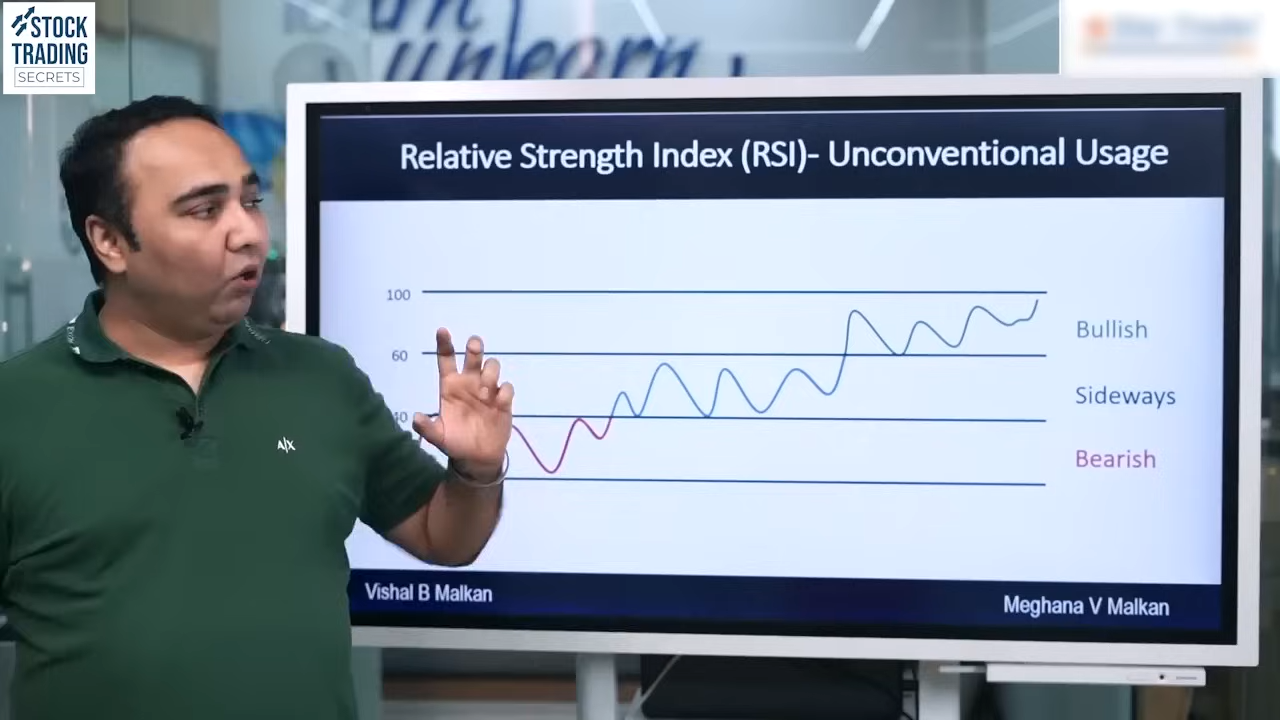 STOCK
TRADING
SECRETS
unlearn
Relative Strength Index (RSI)- Unconventional Usage
100
60
40
Bullish
Sideways
Bearish
A|X
Vishal B Malkan
Meghana V Malkan